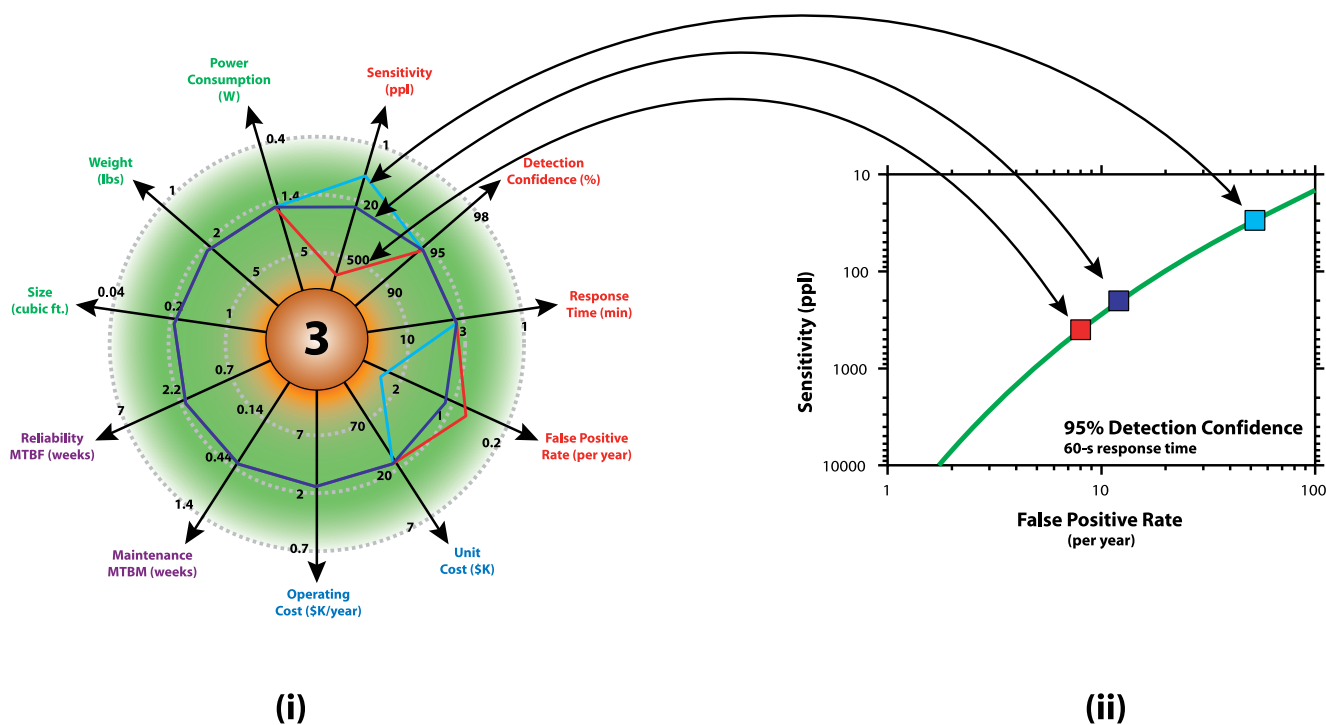 Power
Consumption
(W)
Sensitivity
(ppl)
Detection
Confidence (%)
Response
Time (min)
False Positive
Rate (per year)
Unit
Cost ($K)
Operating
Cost ($K/year)
Maintenance
MTBM (weeks)
Reliability
MTBF (weeks)
Size
(cubic ft.)
Weight
(lbs)
0.4
1.4
5
1
20
500
98
95
90
1
3
10
0.2
1
2
7
20
70
0.7
2
7
1.4
0.44
0.14
7
2.2
0.7
0.04
0.2
1
1
2
5
3
(i)
Sensitivity (ppl)
10
100
1000
10000
95% Detection Confidence
60-s response time
1
10
100
False Positive Rate
(per year)
(ii)